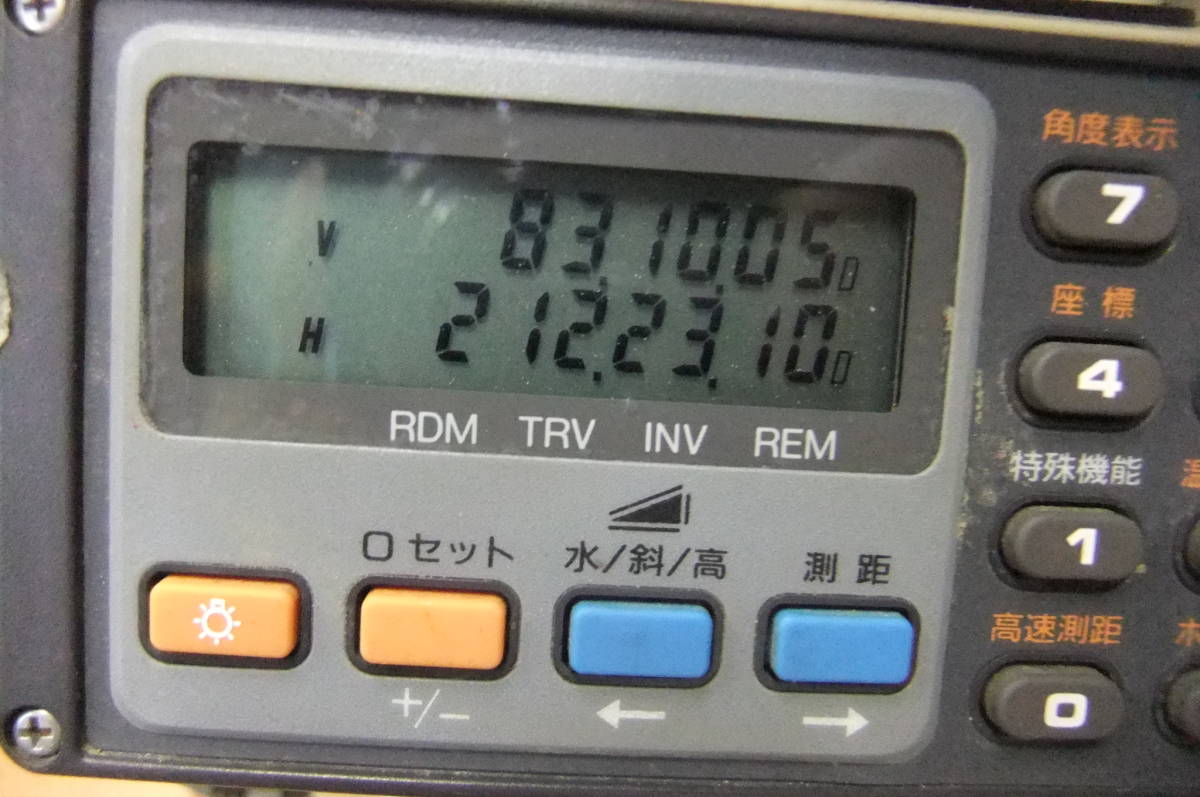 V 83.10.05
H 212.23.10
RDM TRV INV REM
0 セット
水/斜/高
測 距
+/−
←
→
角度表示
7
座 標
4
特殊機能
1
高速測距
0